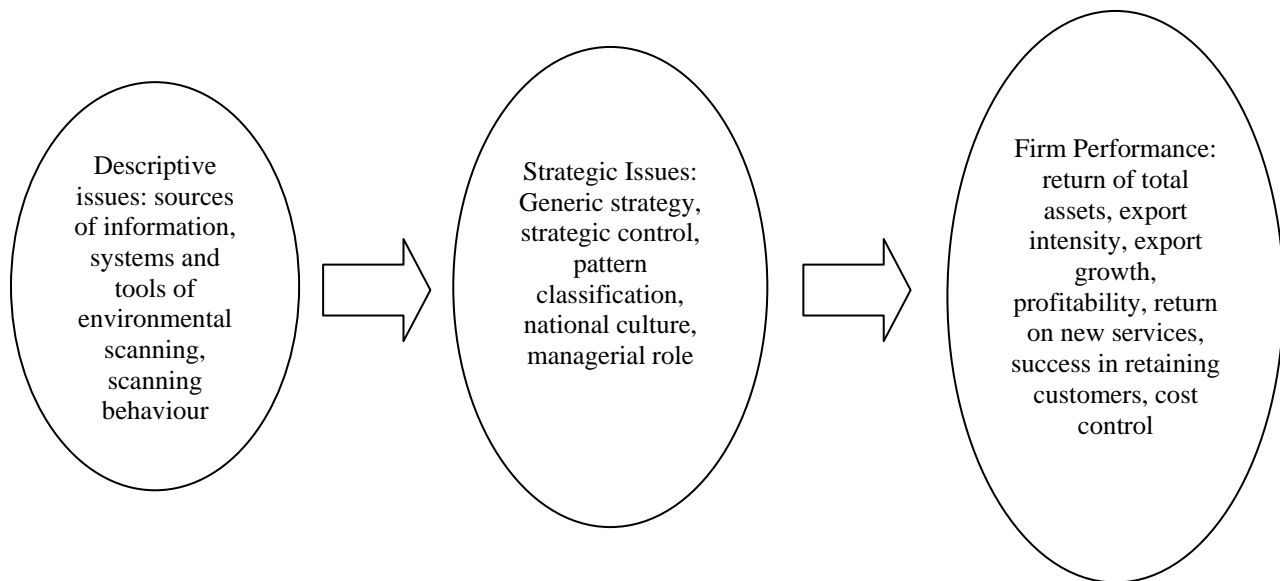 Descriptive
issues: sources
of information,
systems and
tools of
environmental
scanning,
scanning
behaviour
Strategic Issues:
Generic strategy,
strategic control,
pattern
classification,
national culture,
managerial role
Firm Performance:
return of total
assets, export
intensity, export
growth,
profitability, return
on new services,
success in retaining
customers, cost
control